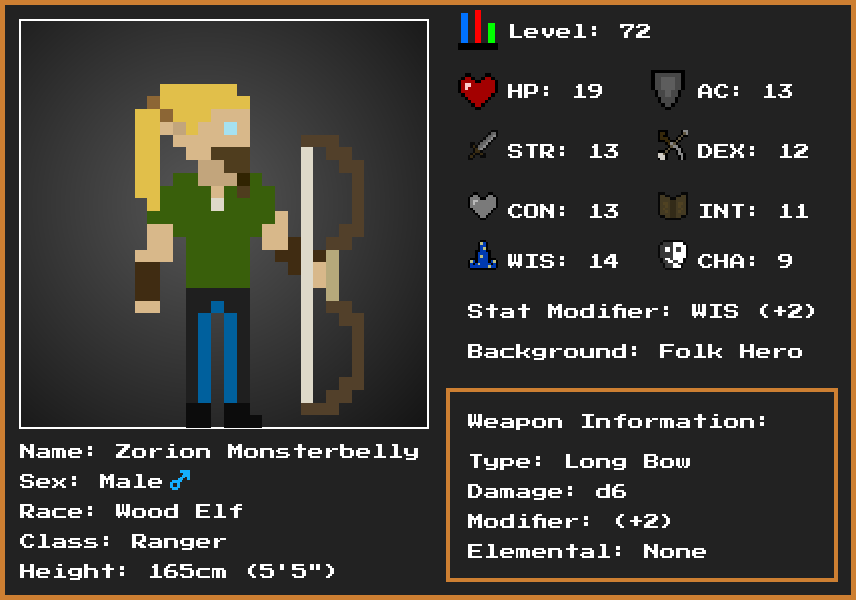 Level: 72
HP: 19
AC: 13
STR: 13
DEX: 12
CON: 13
INT: 11
WIS: 14
CHA: 9
Stat Modifier: WIS (+2)
Background: Folk Hero
Weapon Information:
Type: Long Bow
Damage: d6
Modifier: (+2)
Elemental: None
Name: Zorion Monsterbelly
Sex: Male ♂
Race: Wood Elf
Class: Ranger
Height: 165cm (5'5")